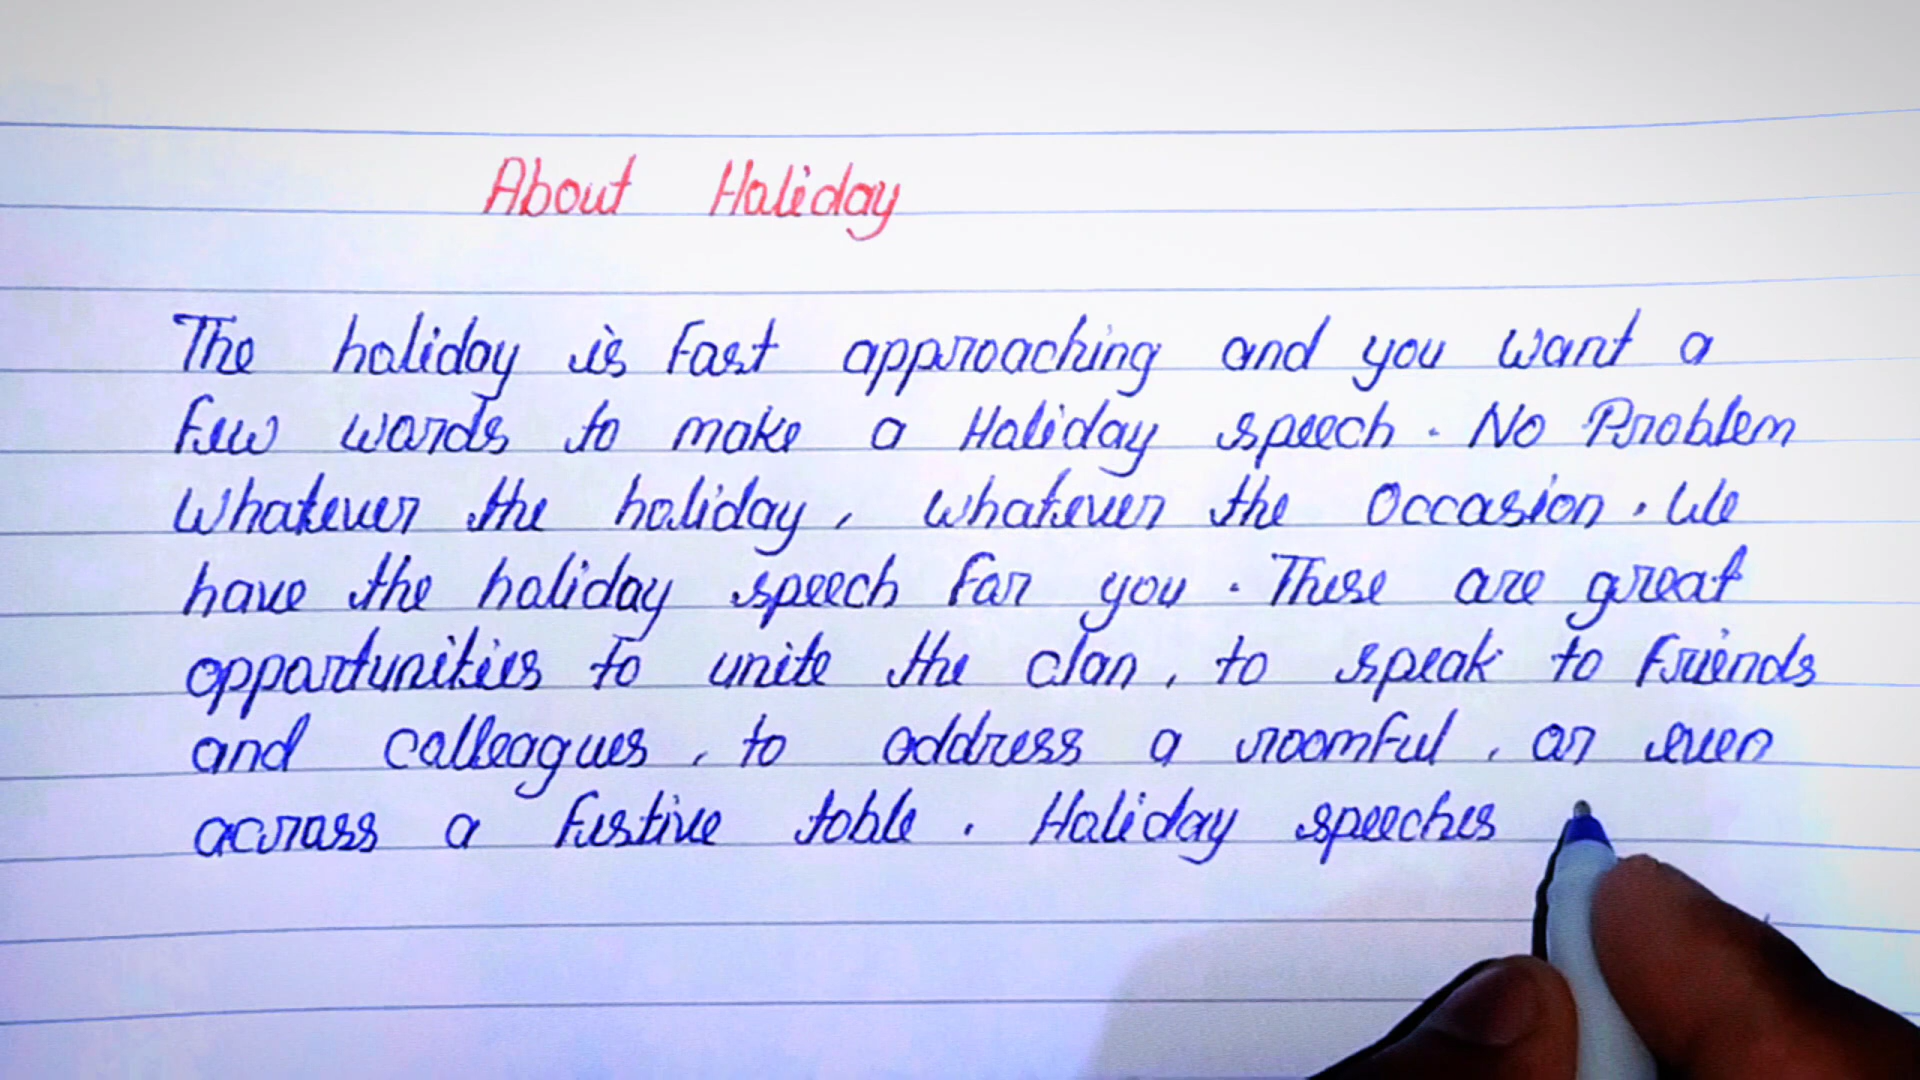 About Holiday
The holiday is fast approaching and you want a
few words to make a Holiday speech. No Problem
Whatever the holiday, whatever the Occasion. We
have the holiday speech for you. These are great
opportunities to unite the clan, to speak to friends
and colleagues, to address a roomful, or even
across a festive table. Holiday speeches